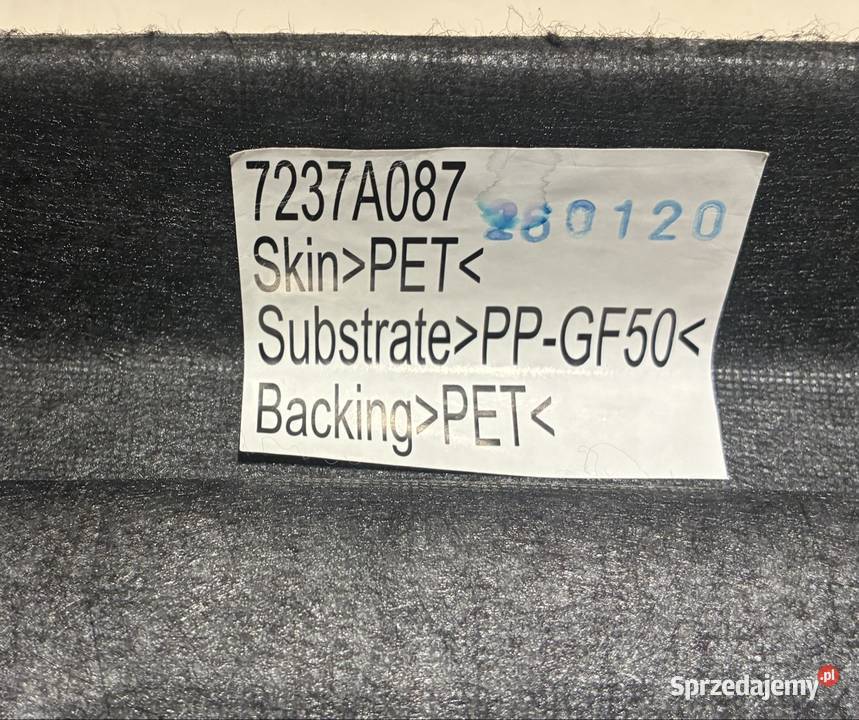 7237A087
Skin>PET<
Substrate>PP-GF50<
Backing>PET<
Sprzedajemy.pl